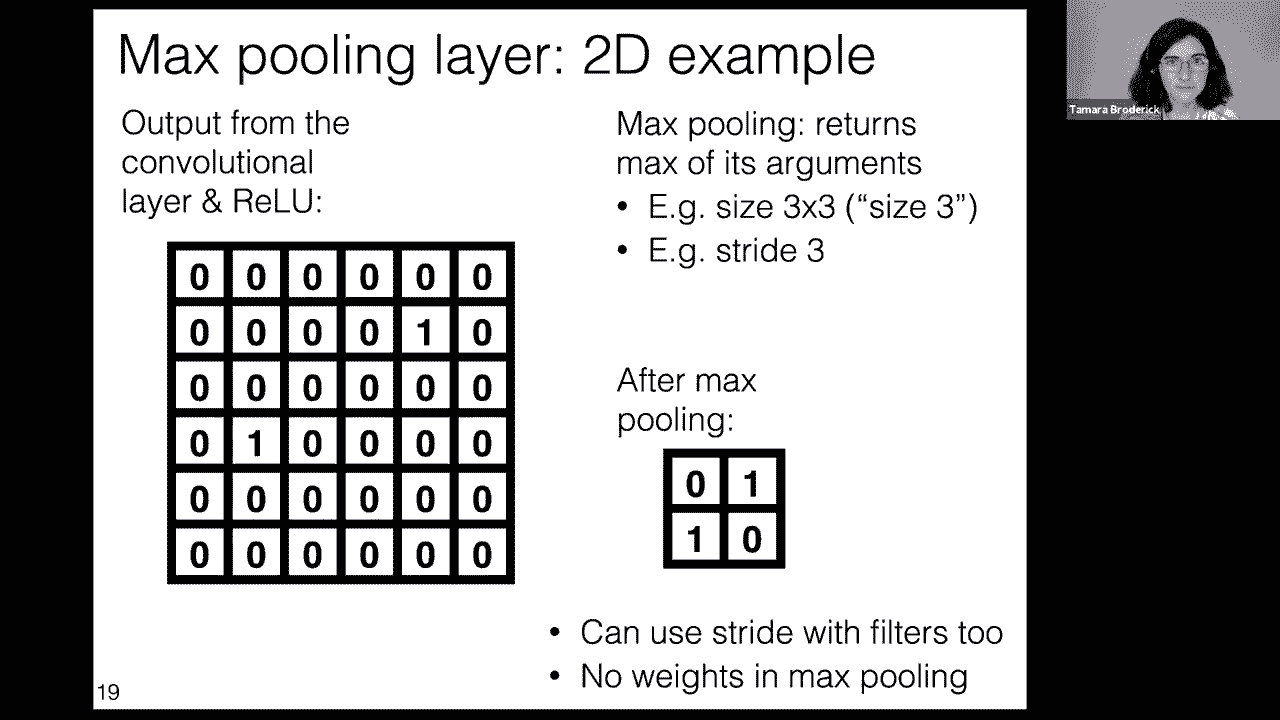 Max pooling layer: 2D example
Output from the
convolutional
layer & ReLU:
0 0 0 0 0 0
0 0 0 0 1 0
0 0 0 0 0 0
0 1 0 0 0 0
0 0 0 0 0 0
0 0 0 0 0 0
Max pooling: returns
max of its arguments
• E.g. size 3x3 (“size 3”)
• E.g. stride 3
After max
pooling:
0 1
1 0
• Can use stride with filters too
• No weights in max pooling
19
Tamara Broderick